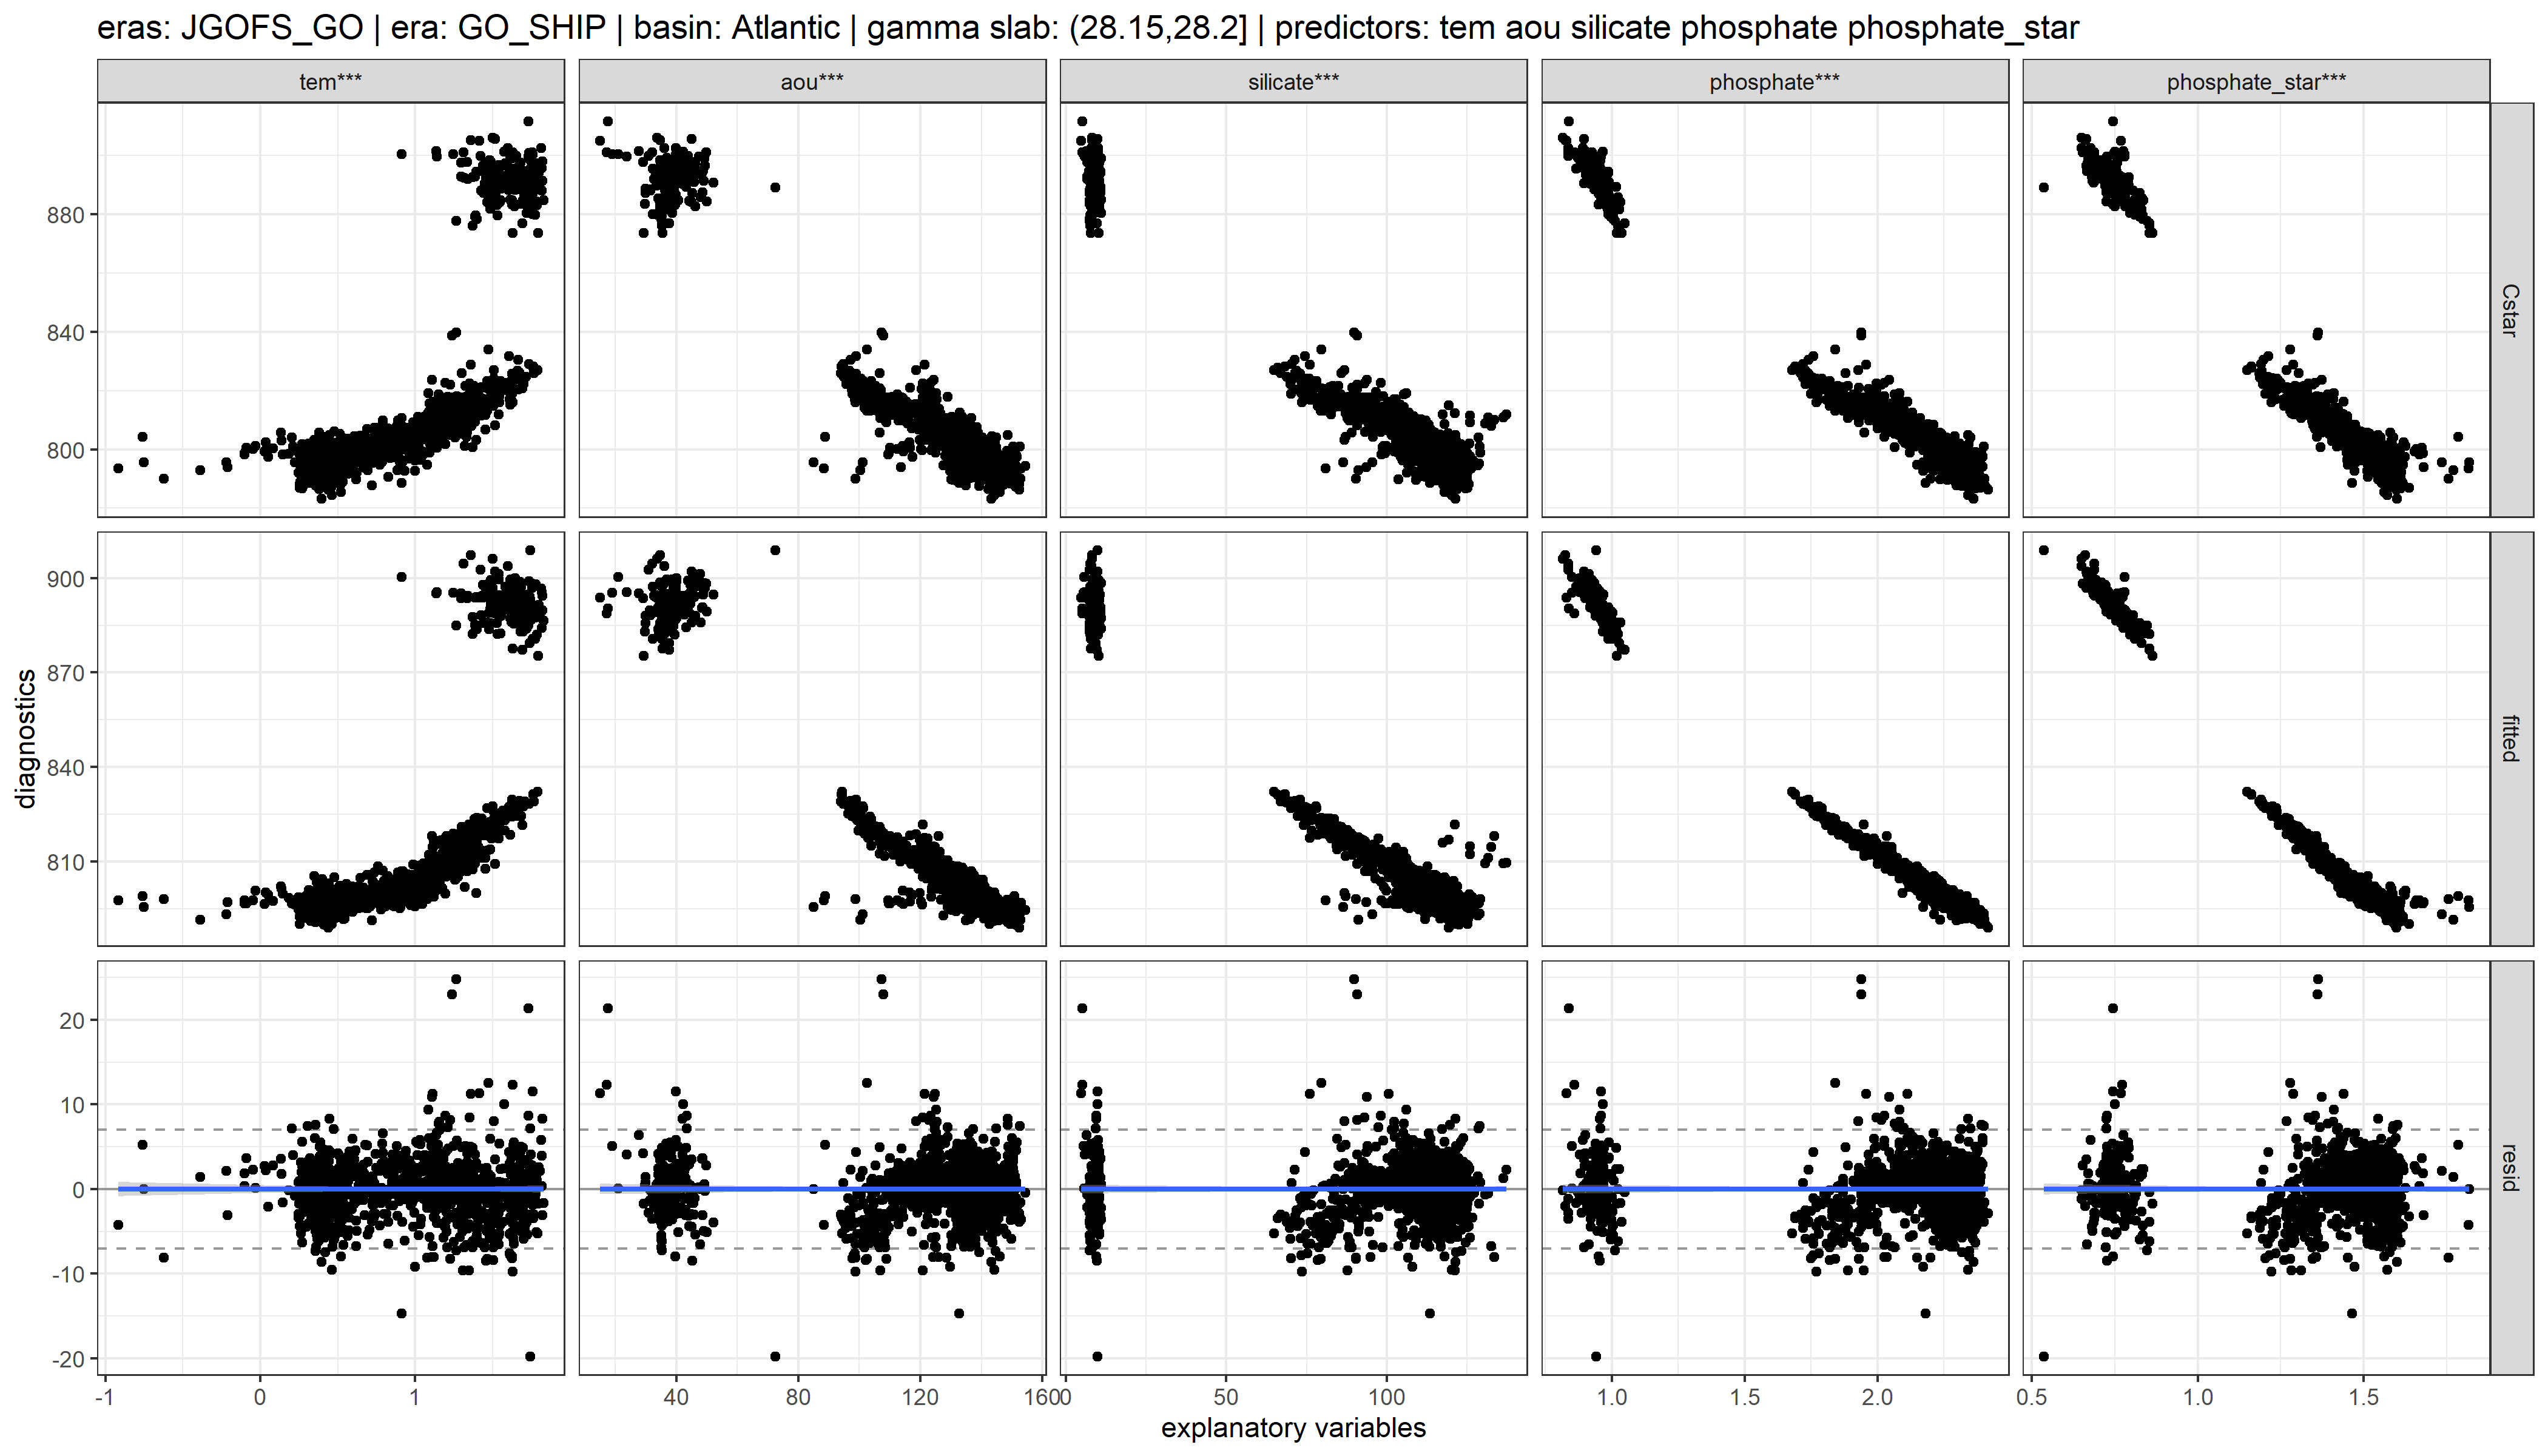 eras: JGOFS_GO | era: GO_SHIP | basin: Atlantic | gamma slab: (28.15,28.2] | predictors: tem aou silicate phosphate phosphate_star
tem*** aou*** silicate*** phosphate*** phosphate_star***
880
840
800
Cstar
900
870
840
810
fitted
diagnostics
20
10
0
-10
-20
resid
-1 0 1 40 80 120 160 0 50 100 1.0 1.5 2.0 0.5 1.0 1.5
explanatory variables